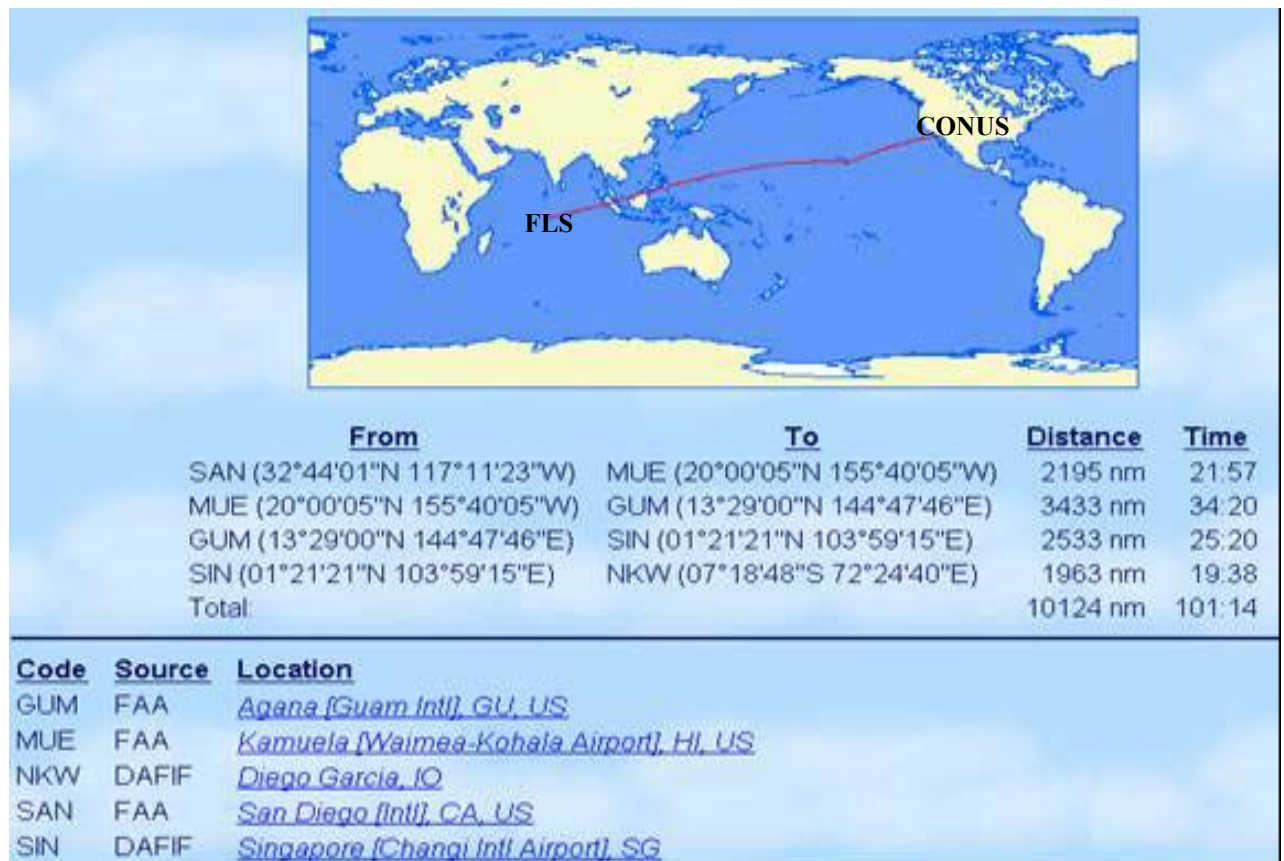 CONUS
FLS
From To Distance Time
SAN (32°44'01"N 117°11'23"W) MUE (20°00'05"N 155°40'05"W) 2195 nm 21:57
MUE (20°00'05"N 155°40'05"W) GUM (13°29'00"N 144°47'46"E) 3433 nm 34:20
GUM (13°29'00"N 144°47'46"E) SIN (01°21'21"N 103°59'15"E) 2533 nm 25:20
SIN (01°21'21"N 103°59'15"E) NKW (07°18'48"S 72°24'40"E) 1963 nm 19:38
Total: 10124 nm 101:14
Code Source Location
GUM FAA Agana [Guam Intl], GU, US
MUE FAA Kamuela [Waimea-Kohala Airport], HI, US
NKW DAFIF Diego Garcia, IO
SAN FAA San Diego [Intl], CA, US
SIN DAFIF Singapore [Changi Intl Airport], SG